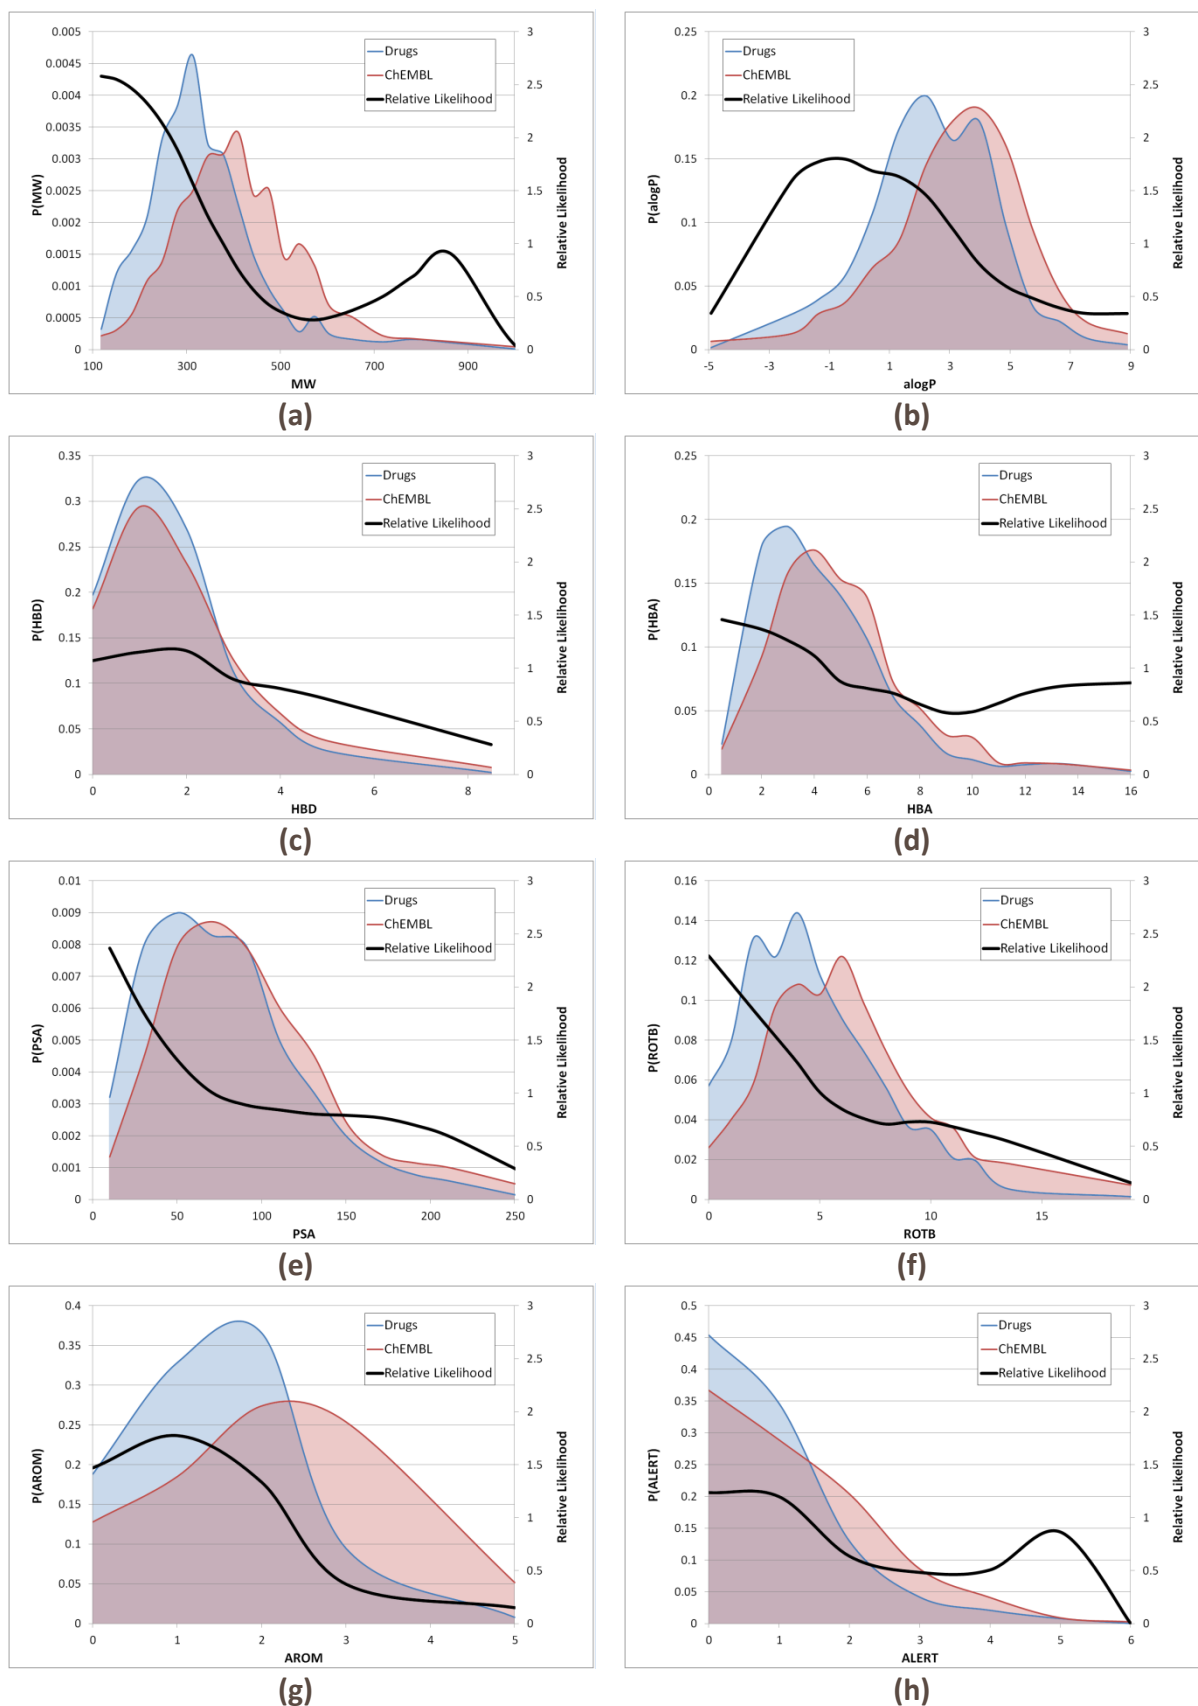 0.005
0.0045
0.004
0.0035
0.003
0.0025
0.002
0.0015
0.001
0.0005
0
P(MW)
3
2.5
2
1.5
1
0.5
0
Relative Likelihood
Drugs
ChEMBL
Relative Likelihood
100 300 500 700 900
MW
(a)
0.25
0.2
0.15
0.1
0.05
0
P(alogP)
3
2.5
2
1.5
1
0.5
0
Relative Likelihood
Drugs
ChEMBL
Relative Likelihood
-5 -3 -1 1 3 5 7 9
alogP
(b)
0.35
0.3
0.25
0.2
0.15
0.1
0.05
0
P(HBD)
3
2.5
2
1.5
1
0.5
0
Relative Likelihood
Drugs
ChEMBL
Relative Likelihood
0 2 4 6 8
HBD
(c)
0.25
0.2
0.15
0.1
0.05
0
P(HBA)
3
2.5
2
1.5
1
0.5
0
Relative Likelihood
Drugs
ChEMBL
Relative Likelihood
0 2 4 6 8 10 12 14 16
HBA
(d)
0.01
0.009
0.008
0.007
0.006
0.005
0.004
0.003
0.002
0.001
0
P(PSA)
3
2.5
2
1.5
1
0.5
0
Relative Likelihood
Drugs
ChEMBL
Relative Likelihood
0 50 100 150 200 250
PSA
(e)
0.16
0.14
0.12
0.1
0.08
0.06
0.04
0.02
0
P(ROTB)
3
2.5
2
1.5
1
0.5
0
Relative Likelihood
Drugs
ChEMBL
Relative Likelihood
0 5 10 15
ROTB
(f)
0.4
0.35
0.3
0.25
0.2
0.15
0.1
0.05
0
P(AROM)
3
2.5
2
1.5
1
0.5
0
Relative Likelihood
Drugs
ChEMBL
Relative Likelihood
0 1 2 3 4 5
AROM
(g)
0.5
0.45
0.4
0.35
0.3
0.25
0.2
0.15
0.1
0.05
0
P(ALERT)
3
2.5
2
1.5
1
0.5
0
Relative Likelihood
Drugs
ChEMBL
Relative Likelihood
0 1 2 3 4 5 6
ALERT
(h)